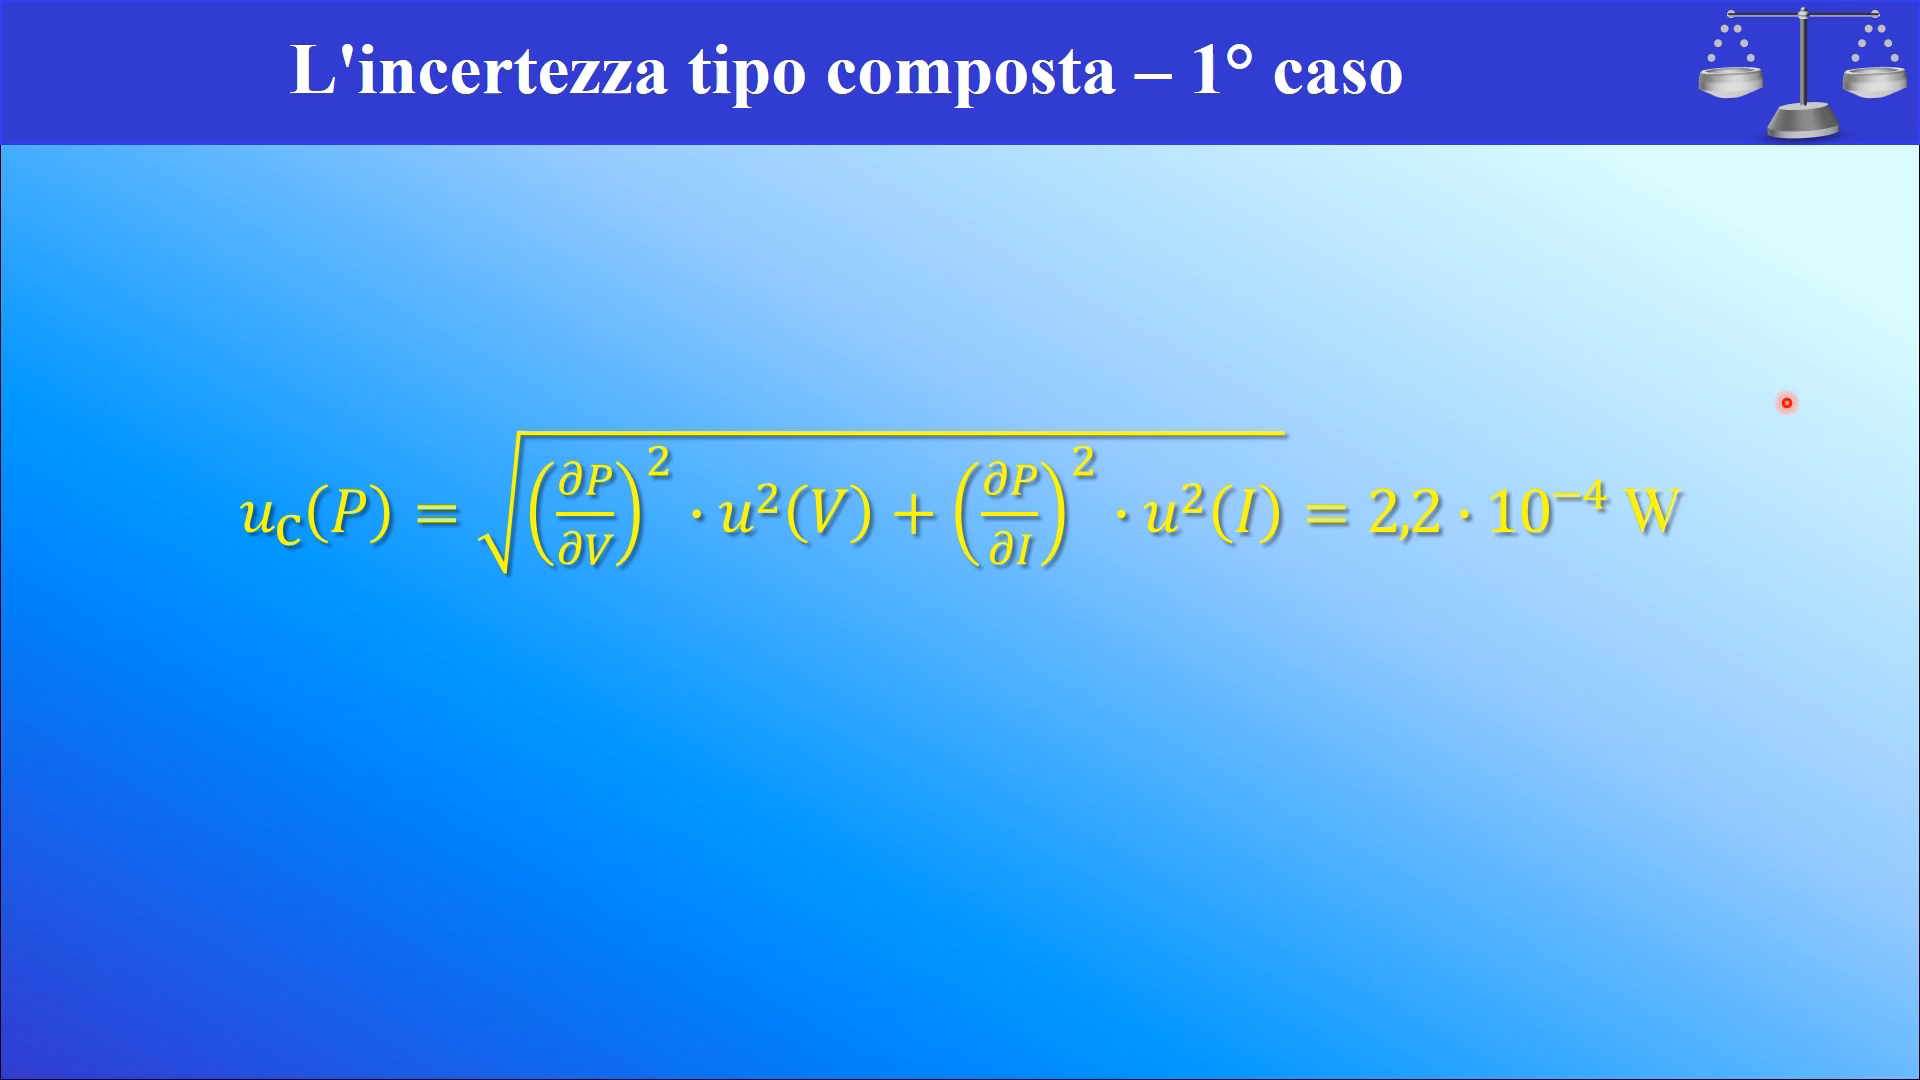 L'incertezza tipo composta – 1° caso
u_C(P) = √((∂P/∂V)² · u²(V) + (∂P/∂I)² · u²(I)) = 2,2 · 10⁻⁴ W